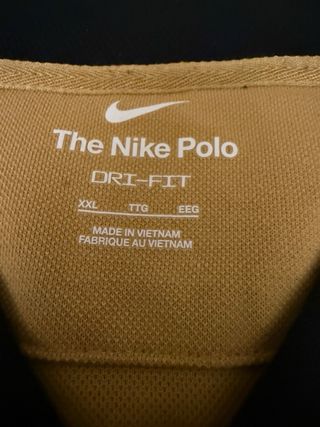 The Nike Polo
DRI-FIT
XXL TTG EEG
MADE IN VIETNAM
FABRIQUE AU VIETNAM